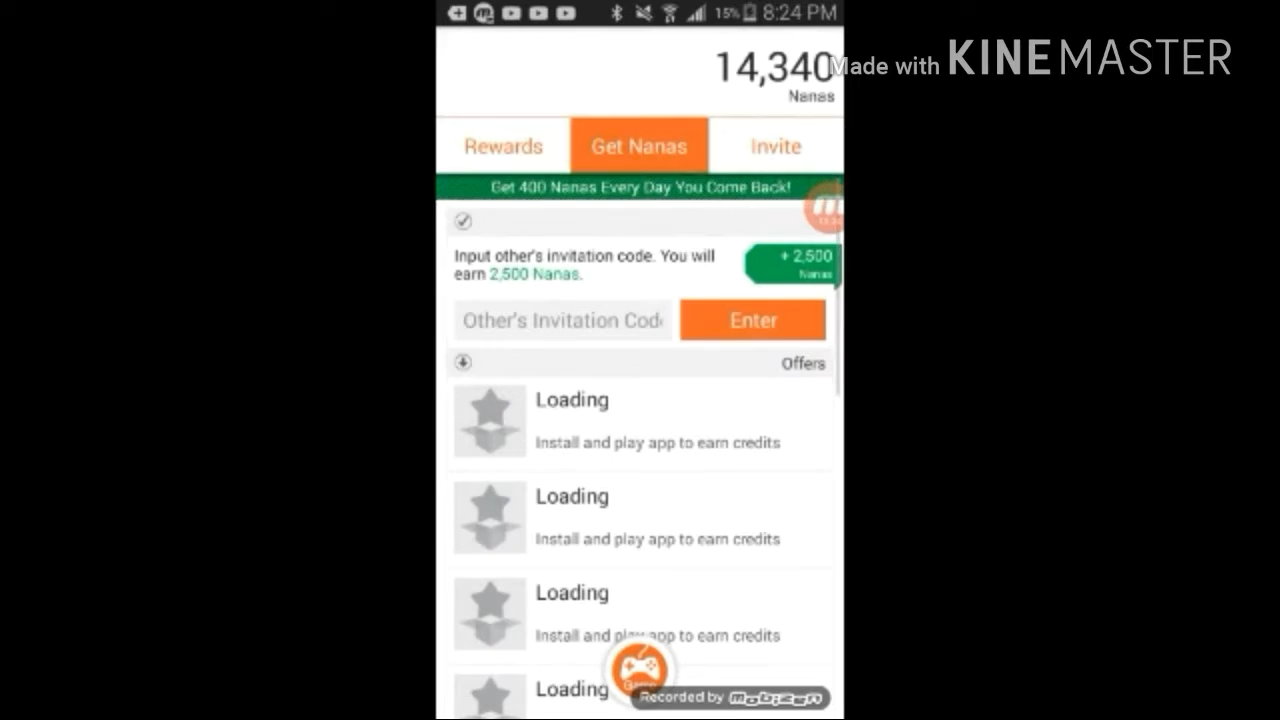 15% 8:24 PM
14,340
Nanas
Made with KINEMASTER
Rewards Get Nanas Invite
Get 400 Nanas Every Day You Come Back!
Input other's invitation code. You will
earn 2,500 Nanas.
+ 2,500
Nanas
Other's Invitation Cod
Enter
Offers
Loading
Install and play app to earn credits
Loading
Install and play app to earn credits
Loading
Install and play app to earn credits
Loading
Recorded by mobizen